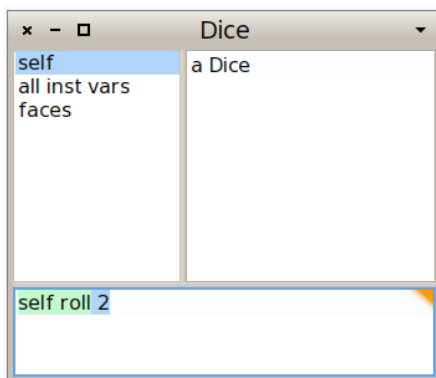 Dice
self
all inst vars
faces
a Dice
self roll 2